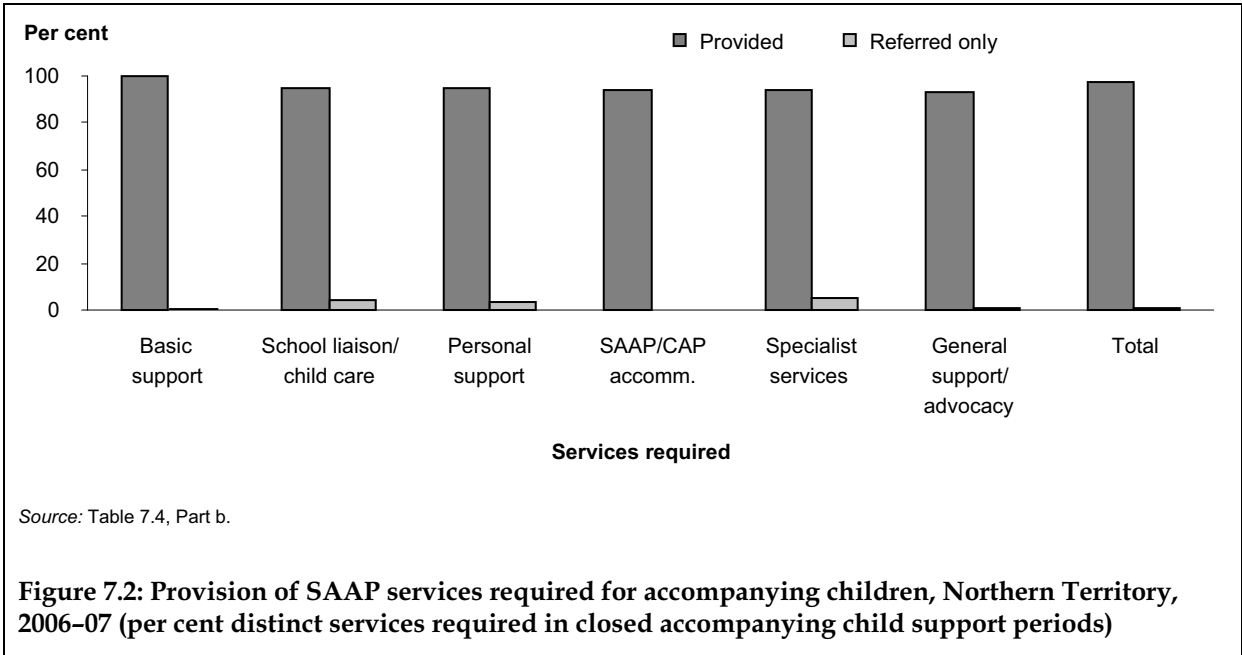 Per cent
Provided Referred only
100
80
60
40
20
0
Basic support
School liaison/ child care
Personal support
SAAP/CAP accomm.
Specialist services
General support/ advocacy
Total
Services required
Source: Table 7.4, Part b.
Figure 7.2: Provision of SAAP services required for accompanying children, Northern Territory,
2006–07 (per cent distinct services required in closed accompanying child support periods)